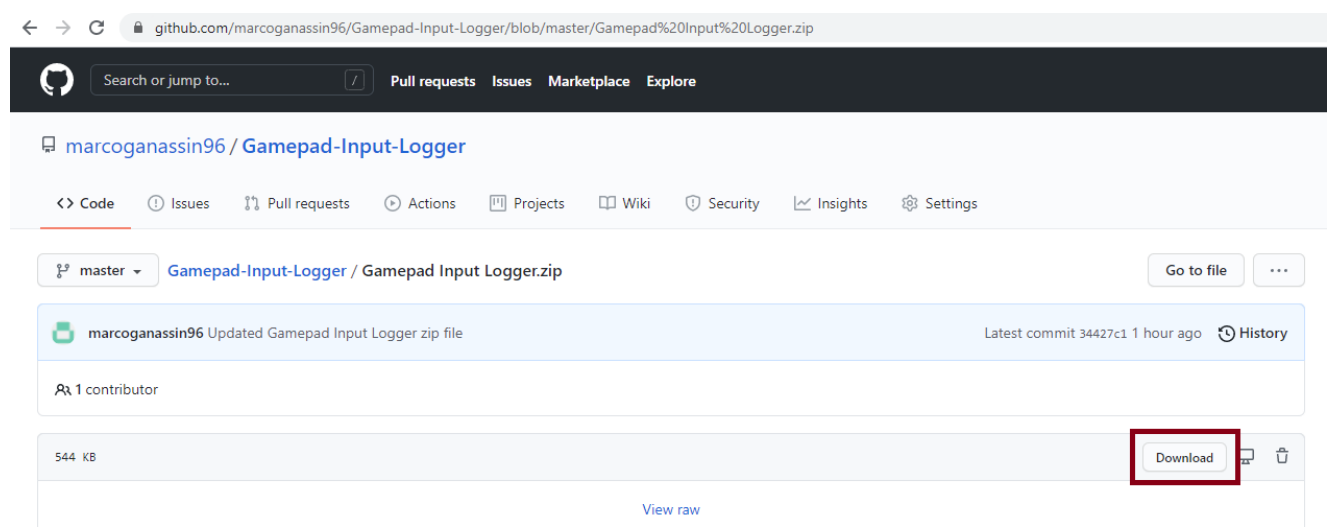 github.com/marcoganassin96/Gamepad-Input-Logger/blob/master/Gamepad%20Input%20Logger.zip
Search or jump to... / Pull requests Issues Marketplace Explore
marcoganassin96 / Gamepad-Input-Logger
<> Code Issues Pull requests Actions Projects Wiki Security Insights Settings
master Gamepad-Input-Logger / Gamepad Input Logger.zip Go to file ...
marcoganassin96 Updated Gamepad Input Logger zip file Latest commit 34427c1 1 hour ago History
1 contributor
544 KB Download
View raw